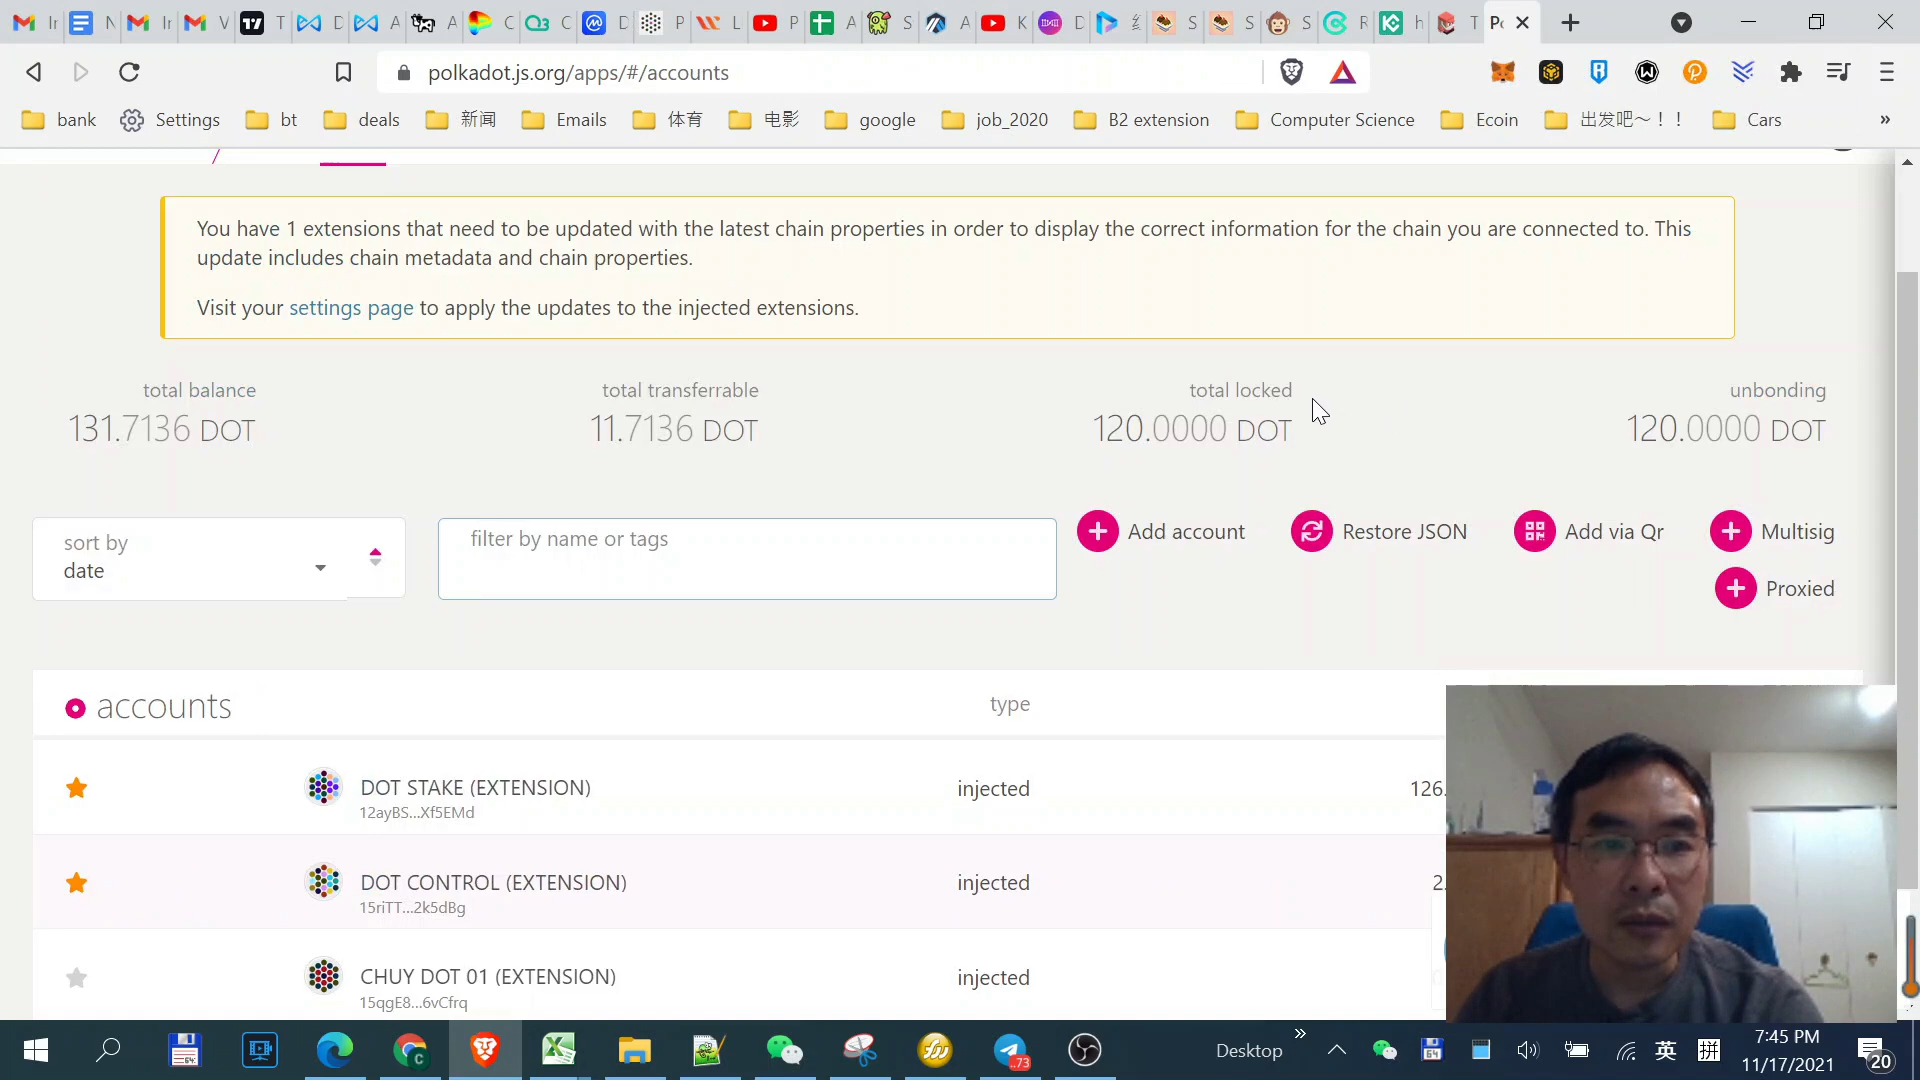 polkadot.js.org/apps/#/accounts
bank
Settings
bt
deals
新闻
Emails
体育
电影
google
job_2020
B2 extension
Computer Science
Ecoin
出发吧～！！
Cars
»
You have 1 extensions that need to be updated with the latest chain properties in order to display the correct information for the chain you are connected to. This
update includes chain metadata and chain properties.
Visit your settings page to apply the updates to the injected extensions.
total balance
131.7136 DOT
total transferrable
11.7136 DOT
total locked
120.0000 DOT
unbonding
120.0000 DOT
sort by
date
filter by name or tags
Add account
Restore JSON
Add via Qr
Multisig
Proxied
accounts
type
DOT STAKE (EXTENSION)
12ayBS...Xf5EMd
injected
126.
DOT CONTROL (EXTENSION)
15riTT...2k5dBg
injected
2.
CHUY DOT 01 (EXTENSION)
15qgE8...6vCfrq
injected
Desktop
英
拼
7:45 PM
11/17/2021
20